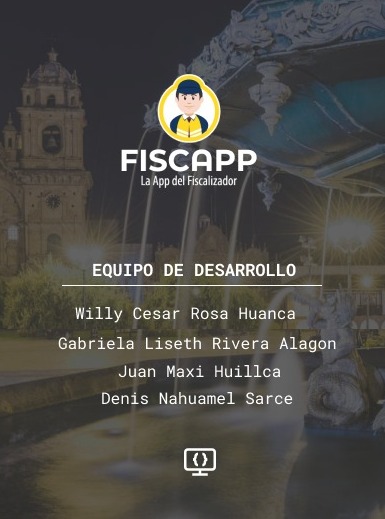 FISCAPP
La App del Fiscalizador
EQUIPO DE DESARROLLO
Willy Cesar Rosa Huanca
Gabriela Liseth Rivera Alagon
Juan Maxi Huillca
Denis Nahuamel Sarce